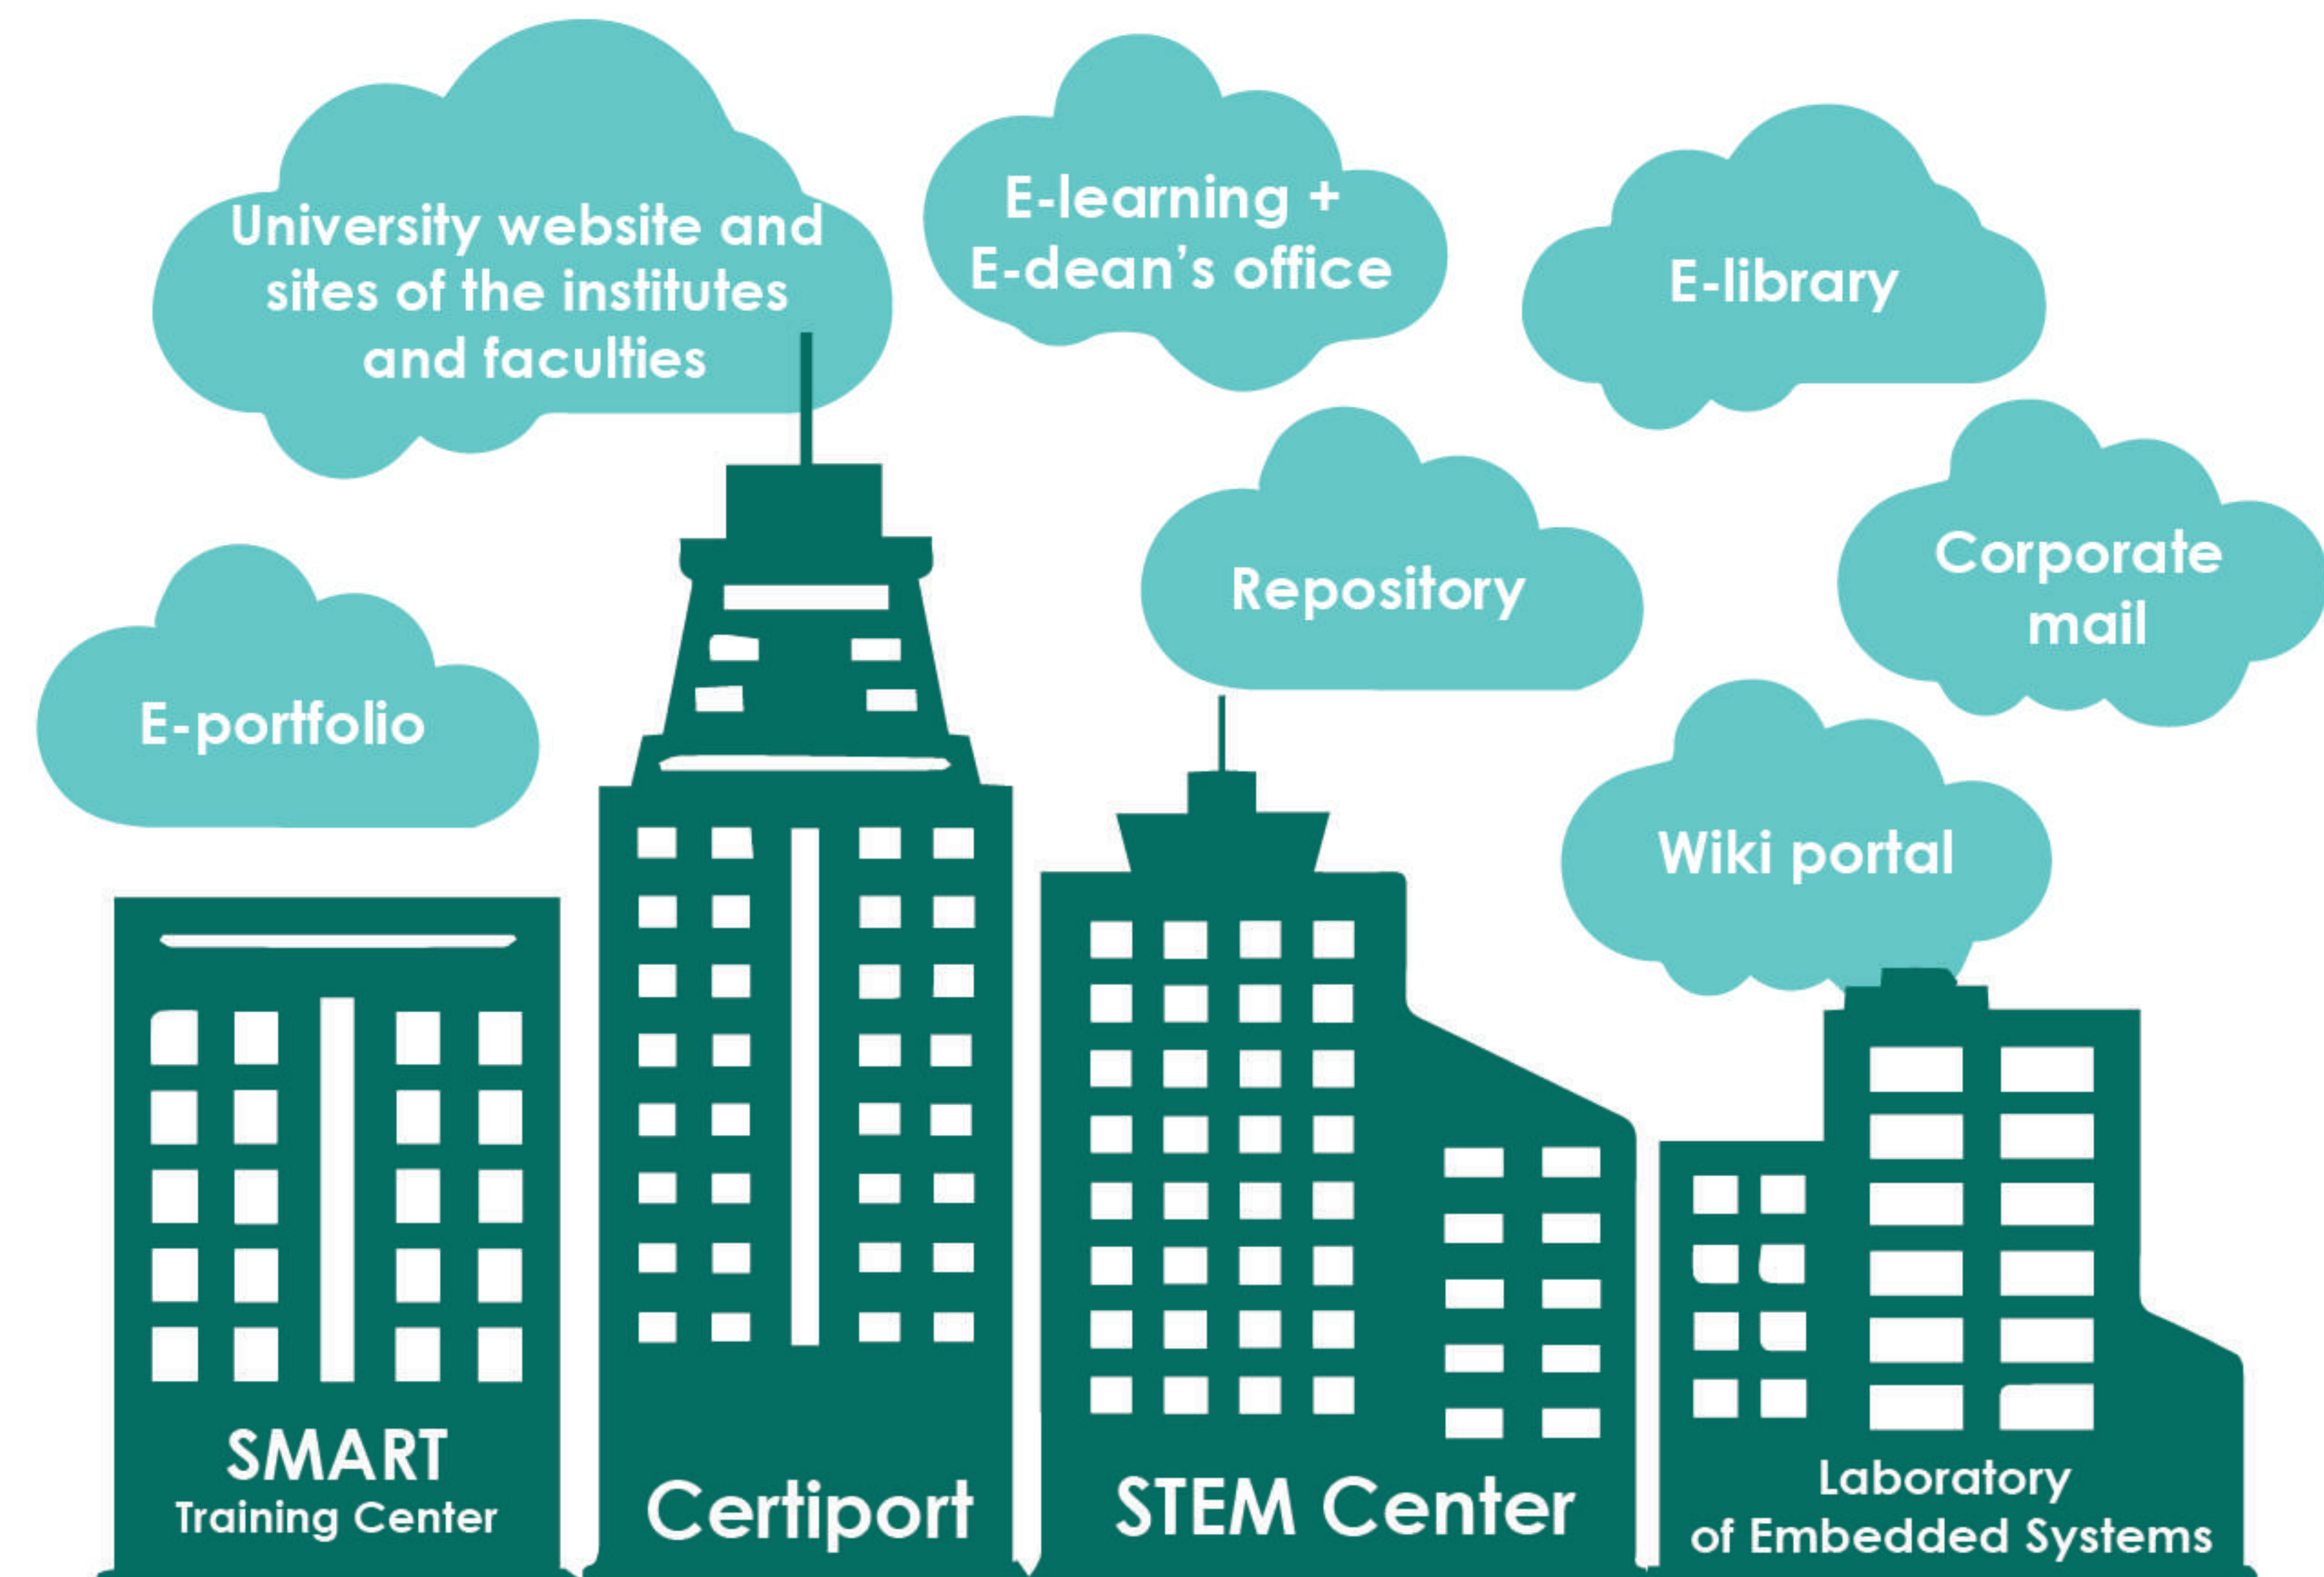 University website and
sites of the institutes
and faculties
E-learning +
E-dean's office
E-library
E-portfolio
Repository
Corporate
mail
Wiki portal
SMART
Training Center
Certiport
STEM Center
Laboratory
of Embedded Systems